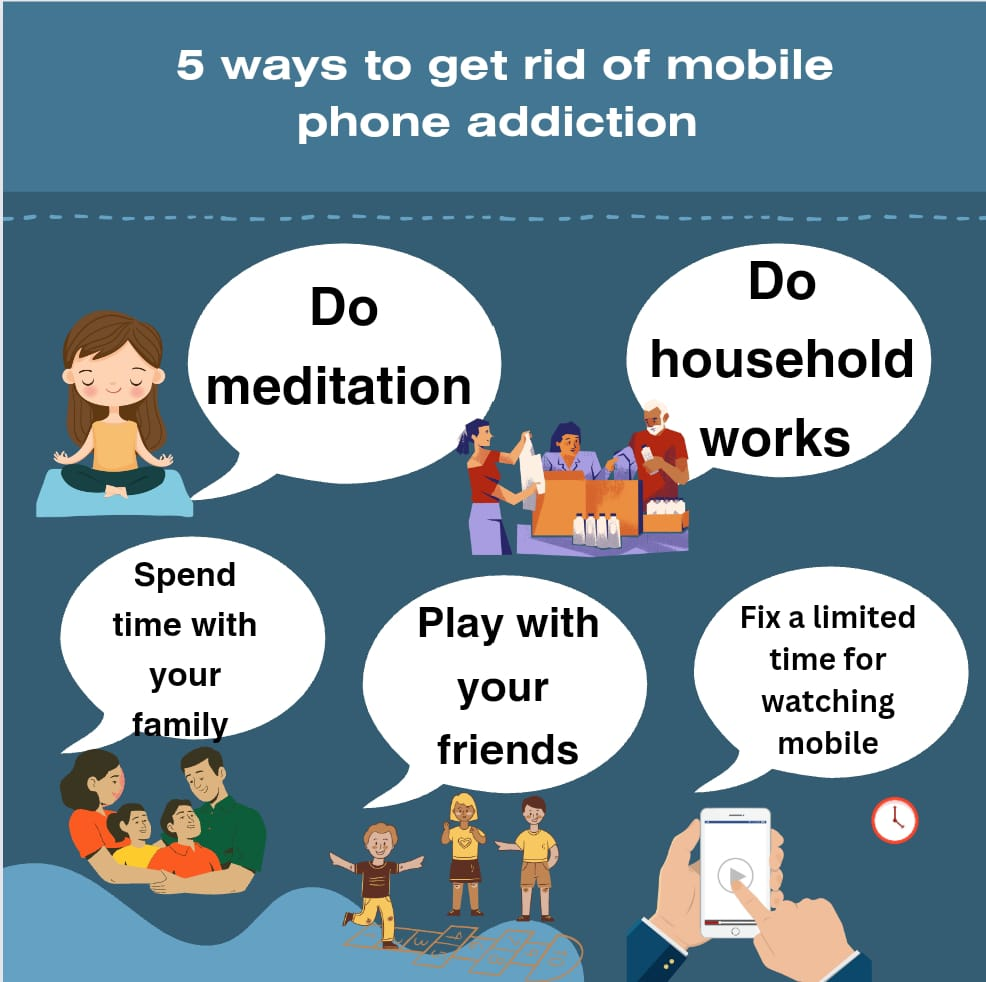 5 ways to get rid of mobile
phone addiction
Do
meditation
Do
household
works
Spend
time with
your
family
Play with
your
friends
Fix a limited
time for
watching
mobile